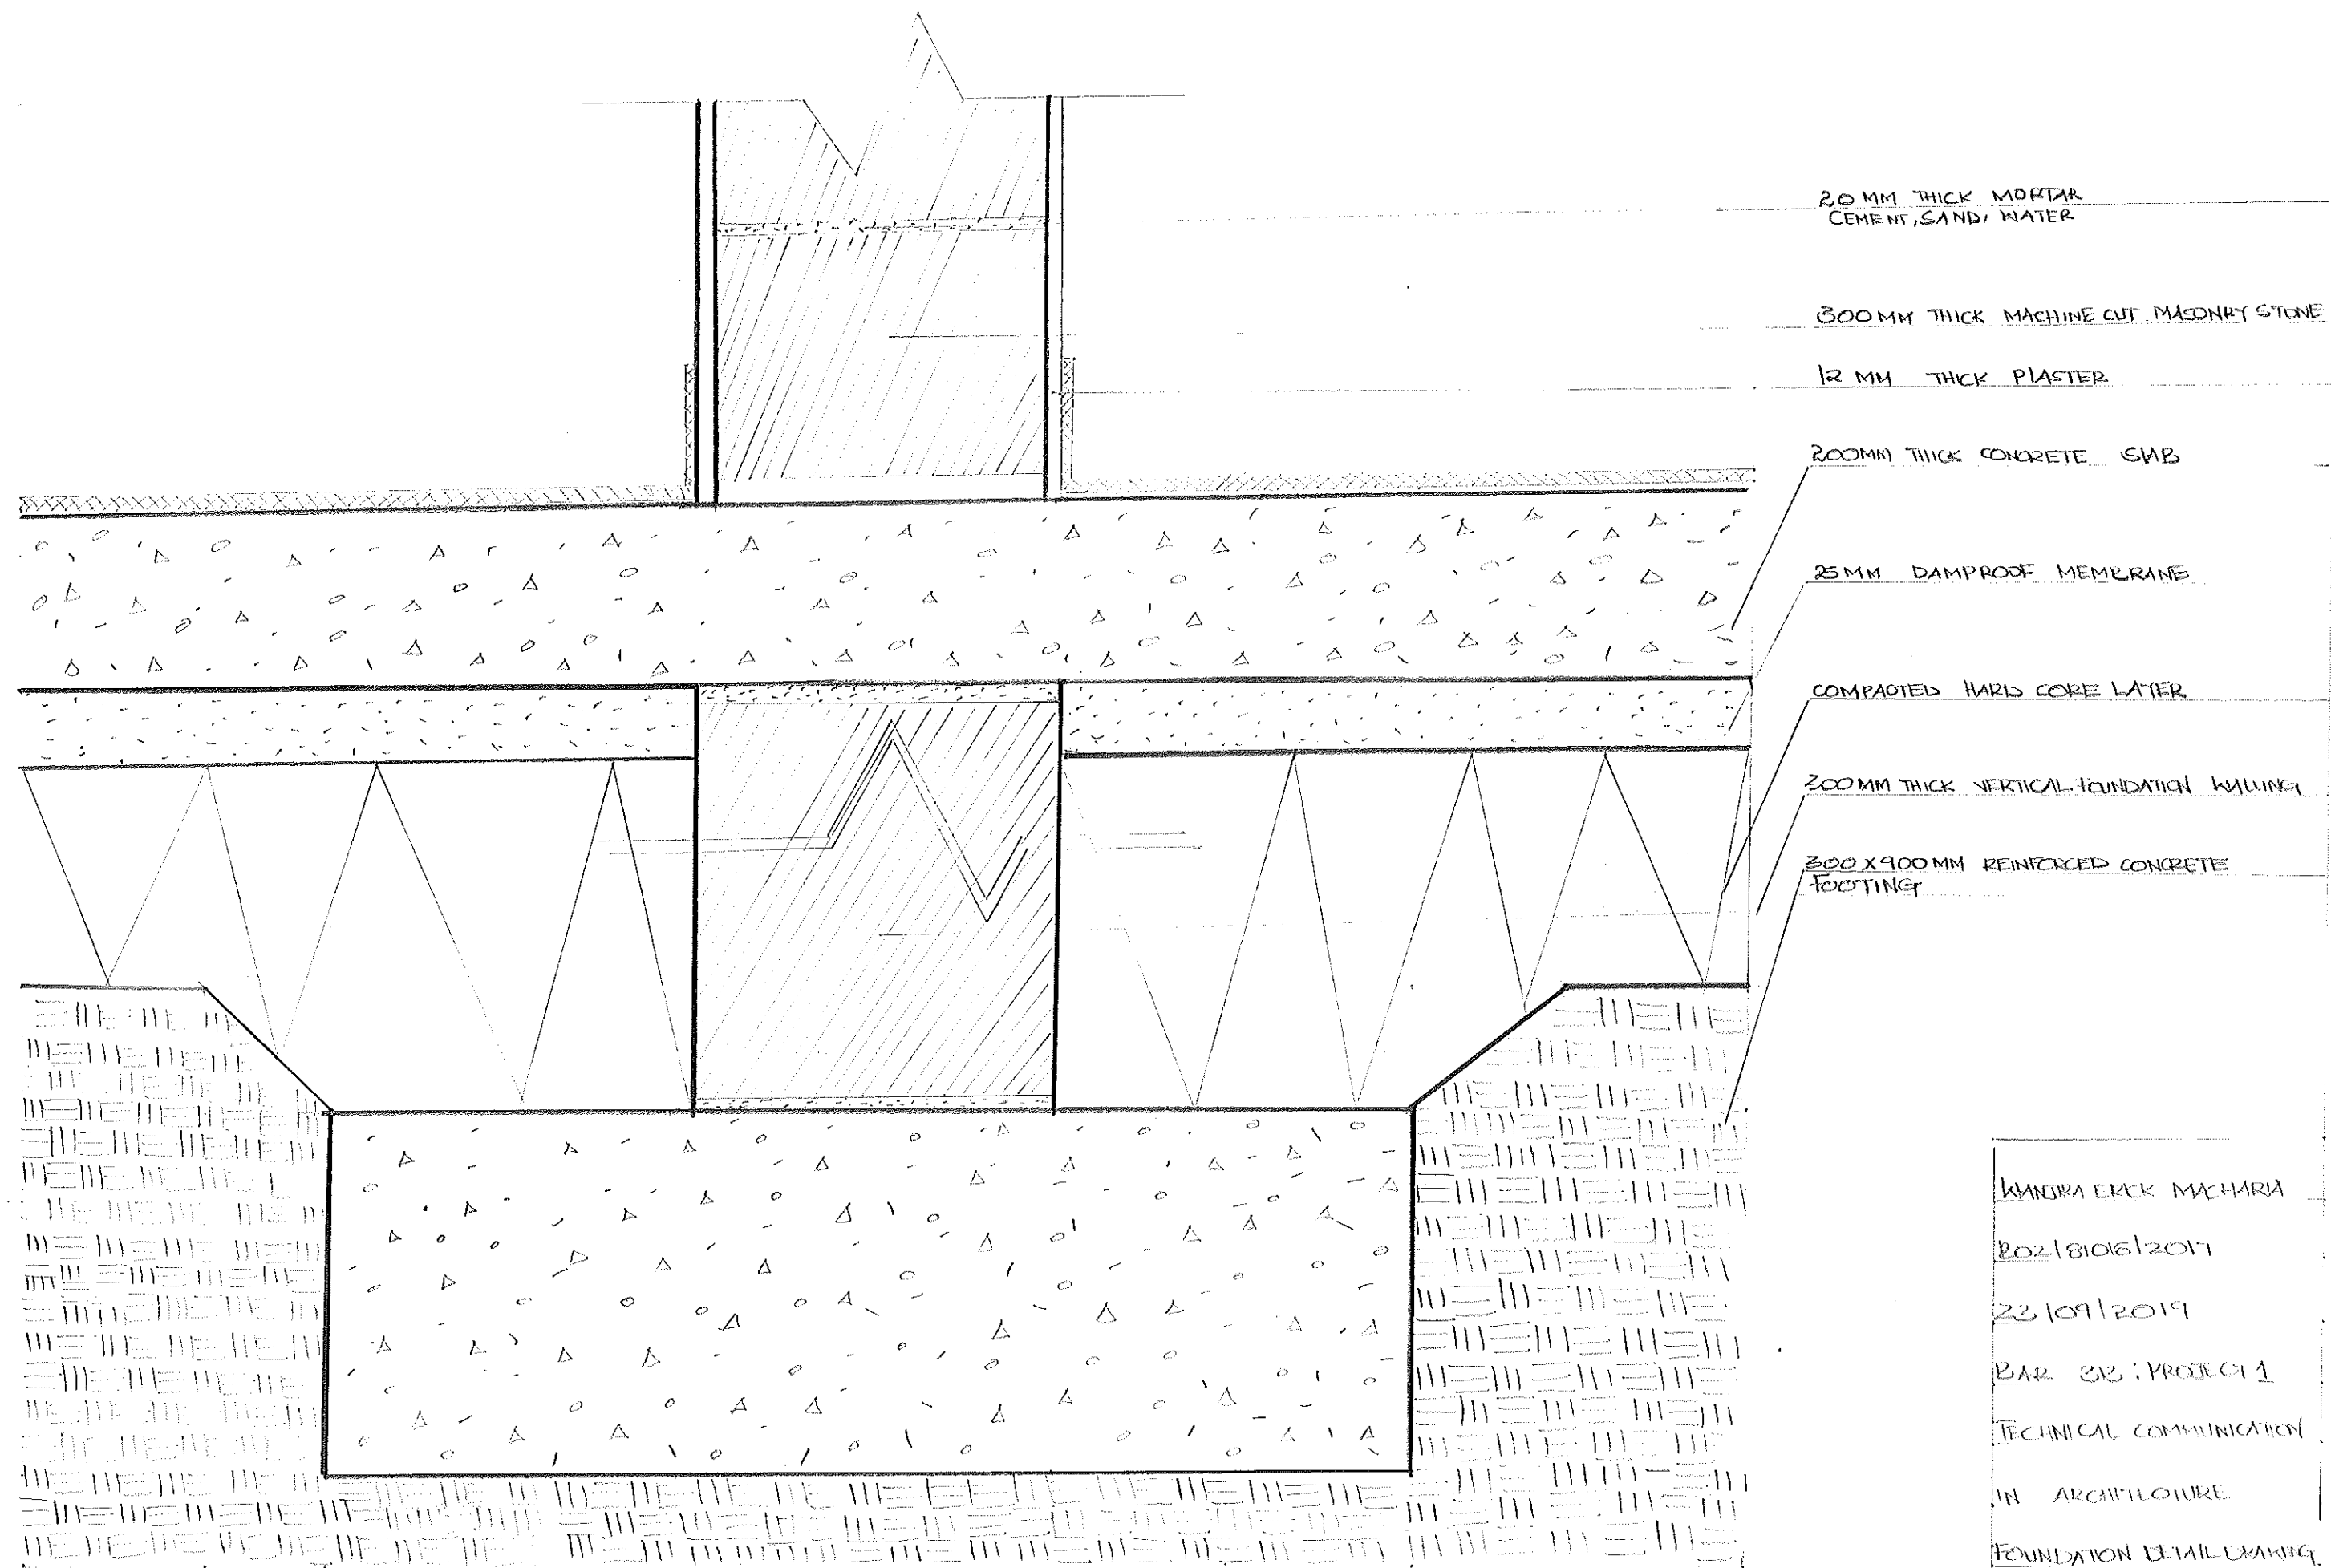 20 MM THICK MORTAR
CEMENT, SAND, WATER
300 MM THICK MACHINE CUT MASONRY STONE
12 MM THICK PLASTER
200MM THICK CONCRETE SLAB
25 MM DAMPROOF MEMBRANE
COMPACTED HARD CORE LAYER
300 MM THICK VERTICAL FOUNDATION WALLING
300 X 900 MM REINFORCED CONCRETE
FOOTING
MACHARIA
B02/81016/2017
23/09/2019
BAR 313 : PROJECT 1
TECHNICAL COMMUNICATION
IN ARCHITECTURE
FOUNDATION DETAIL DRAWING